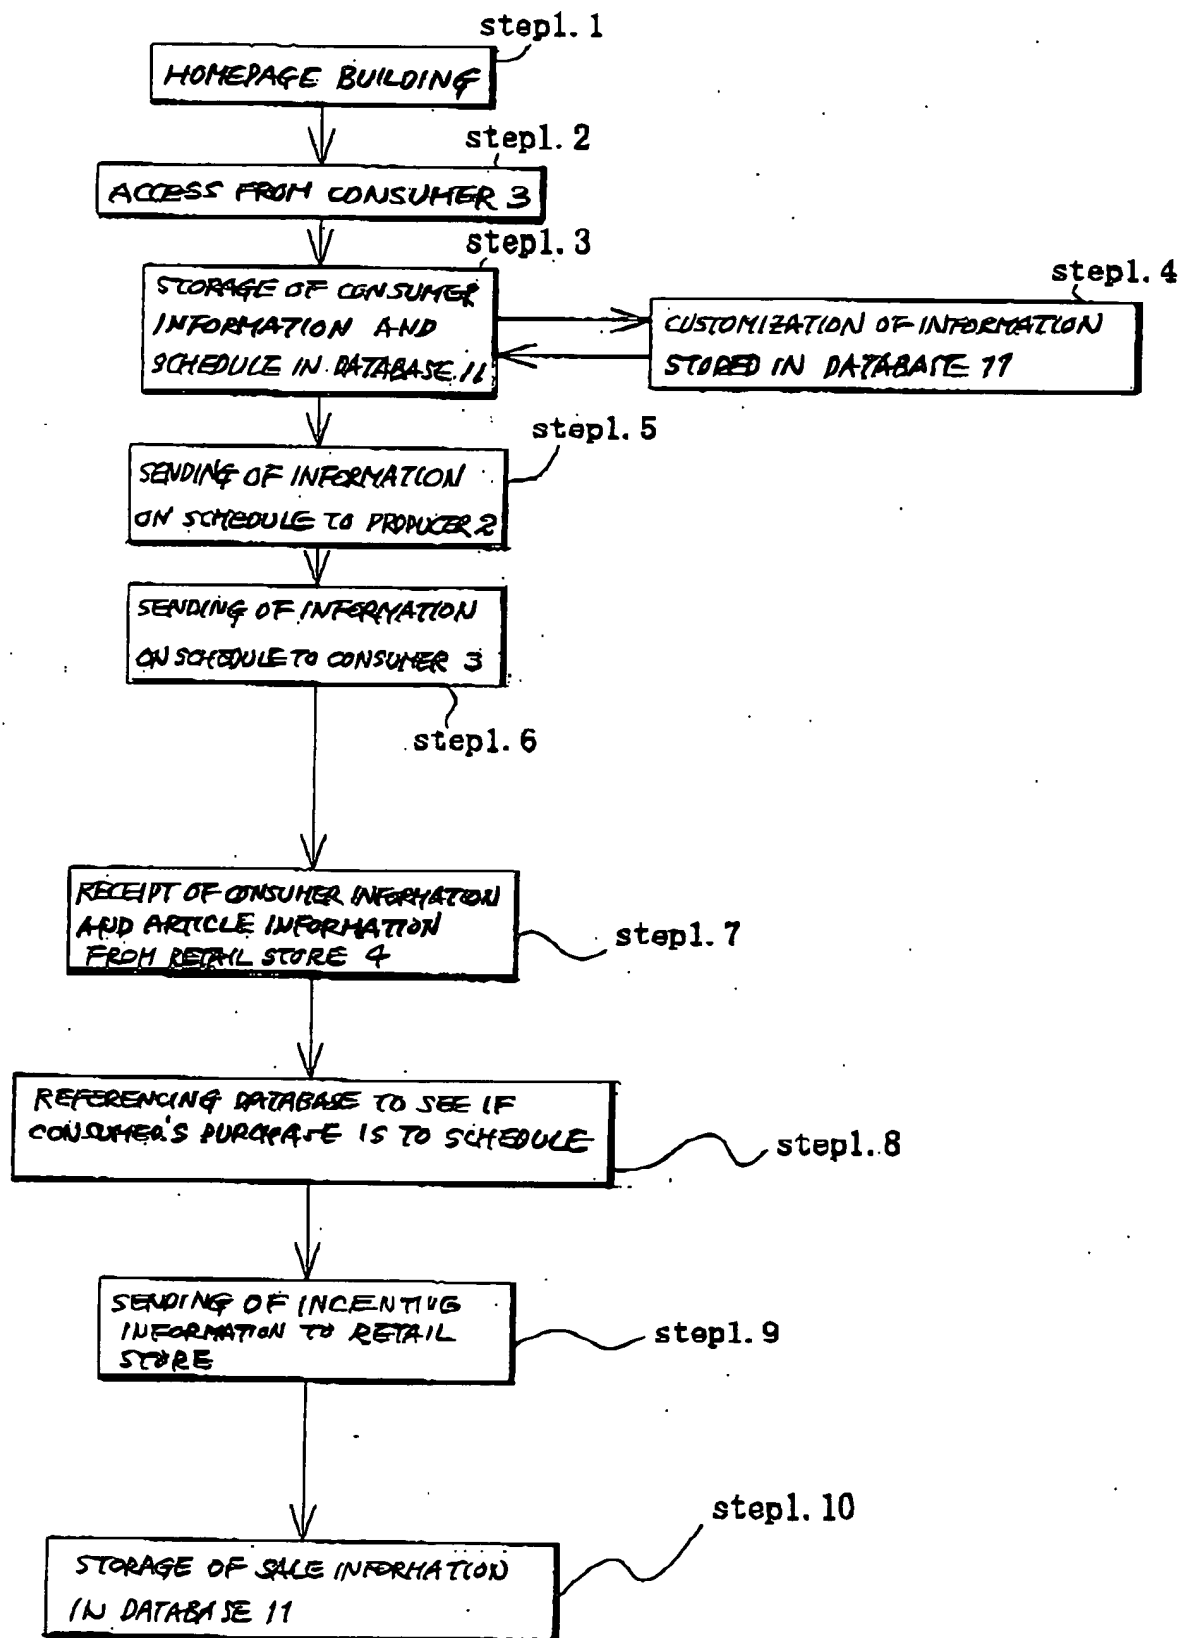 step1. 1
HOMEPAGE BUILDING
step1. 2
ACCESS FROM CONSUMER 3
step1. 3
STORAGE OF CONSUMER
INFORMATION AND
SCHEDULE IN DATABASE 11
step1. 4
CUSTOMIZATION OF INFORMATION
STORED IN DATABASE 11
step1. 5
SENDING OF INFORMATION
ON SCHEDULE TO PRODUCER 2
SENDING OF INFORMATION
ON SCHEDULE TO CONSUMER 3
step1. 6
RECEIPT OF CONSUMER INFORMATION
AND ARTICLE INFORMATION
FROM RETAIL STORE 4
step1. 7
REFERENCING DATABASE TO SEE IF
CONSUMER'S PURCHASE IS TO SCHEDULE
step1. 8
SENDING OF INCENTIVE
INFORMATION TO RETAIL
STORE
step1. 9
step1. 10
STORAGE OF SALE INFORMATION
IN DATABASE 11